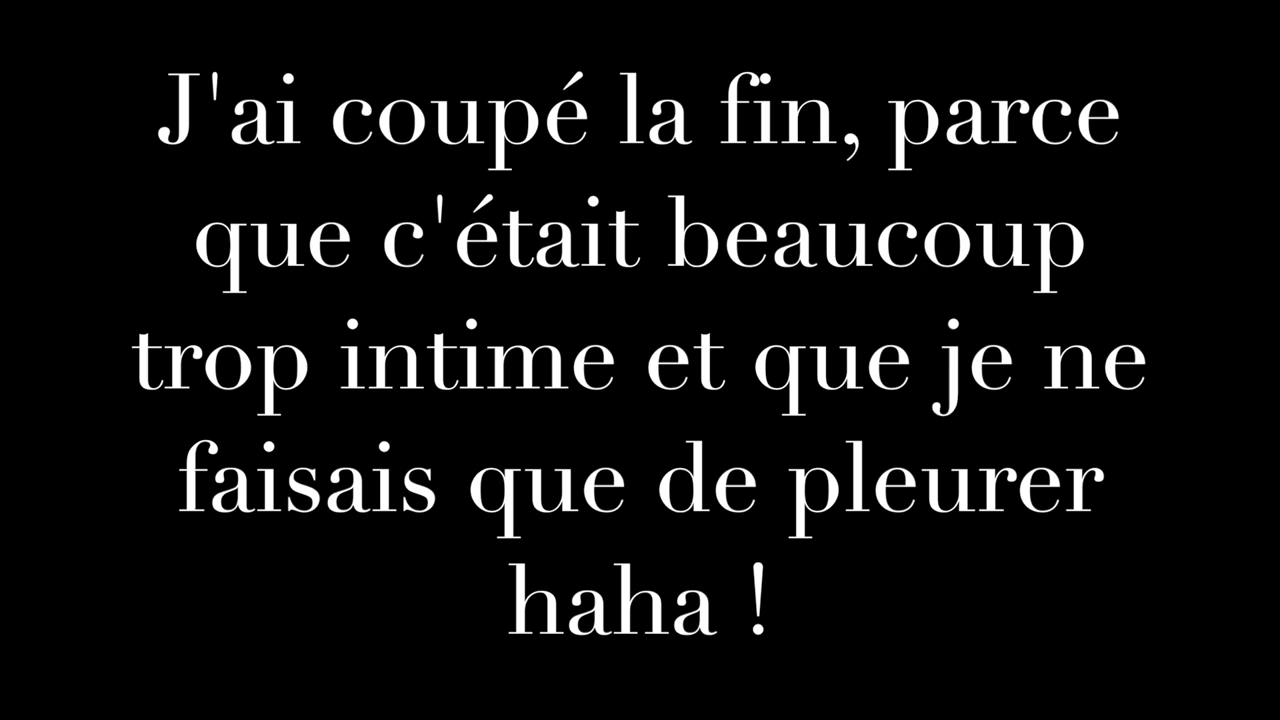 J'ai coupé la fin, parce
que c'était beaucoup
trop intime et que je ne
faisais que de pleurer
haha !